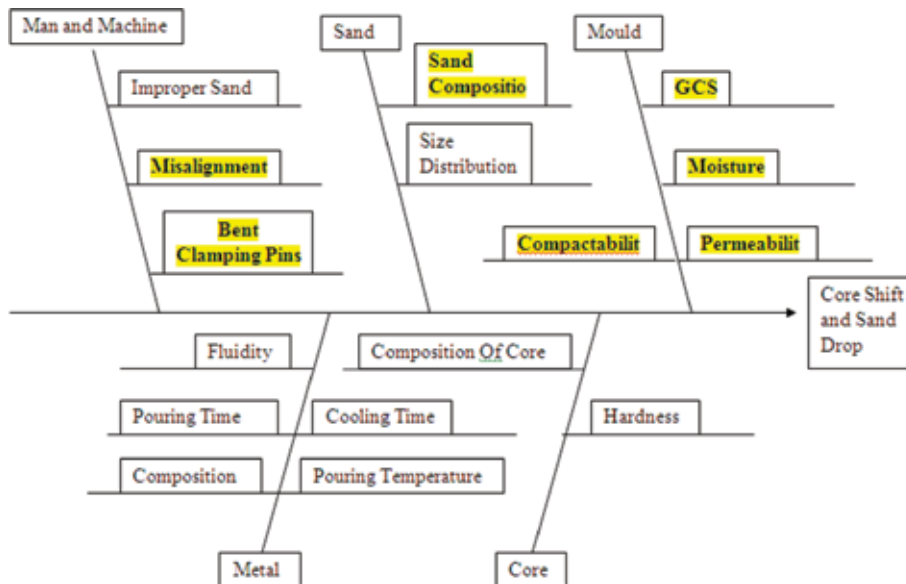 Man and Machine
Sand
Mould
Improper Sand
Sand
Compositio
GCS
Size
Distribution
Misalignment
Moisture
Bent
Clamping Pins
Compactabilit
Permeabilit
Core Shift
and Sand
Drop
Fluidity
Composition Of Core
Pouring Time
Cooling Time
Hardness
Composition
Pouring Temperature
Metal
Core